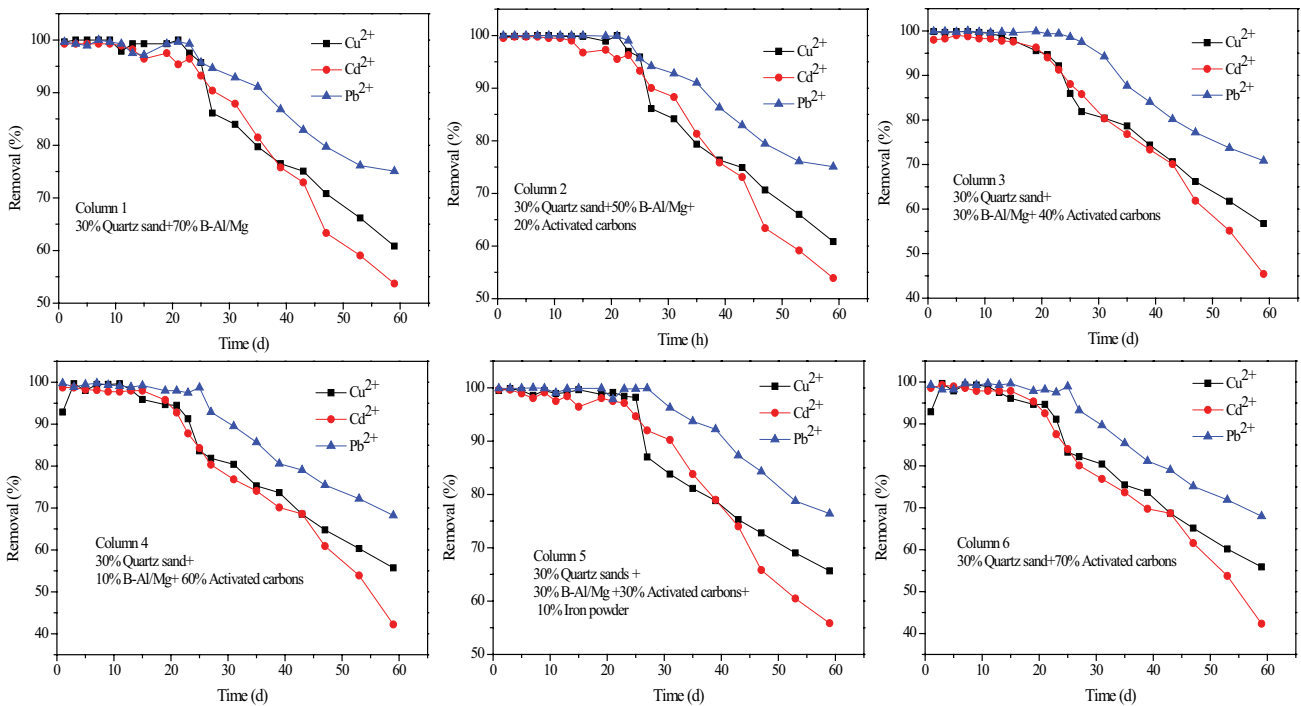 100
90
80
70
60
50
Removal (%)
0 10 20 30 40 50 60
Time (d)
Cu2+
Cd2+
Pb2+
Column 1
30% Quartz sand+70% B-Al/Mg
100
90
80
70
60
50
Removal (%)
0 10 20 30 40 50 60
Time (h)
Cu2+
Cd2+
Pb2+
Column 2
30% Quartz sand+50% B-Al/Mg+
20% Activated carbons
100
90
80
70
60
50
40
Removal (%)
0 10 20 30 40 50 60
Time (d)
Cu2+
Cd2+
Pb2+
Column 3
30% Quartz sand+
30% B-Al/Mg+ 40% Activated carbons
100
90
80
70
60
50
40
Removal (%)
0 10 20 30 40 50 60
Time (d)
Cu2+
Cd2+
Pb2+
Column 4
30% Quartz sand+
10% B-Al/Mg+ 60% Activated carbons
100
90
80
70
60
50
Removal (%)
0 10 20 30 40 50 60
Time (d)
Cu2+
Cd2+
Pb2+
Column 5
30% Quartz sands +
30% B-Al/Mg +30% Activated carbons+
10% Iron powder
100
90
80
70
60
50
40
Removal (%)
0 10 20 30 40 50 60
Time (d)
Cu2+
Cd2+
Pb2+
Column 6
30% Quartz sand+70% Activated carbons